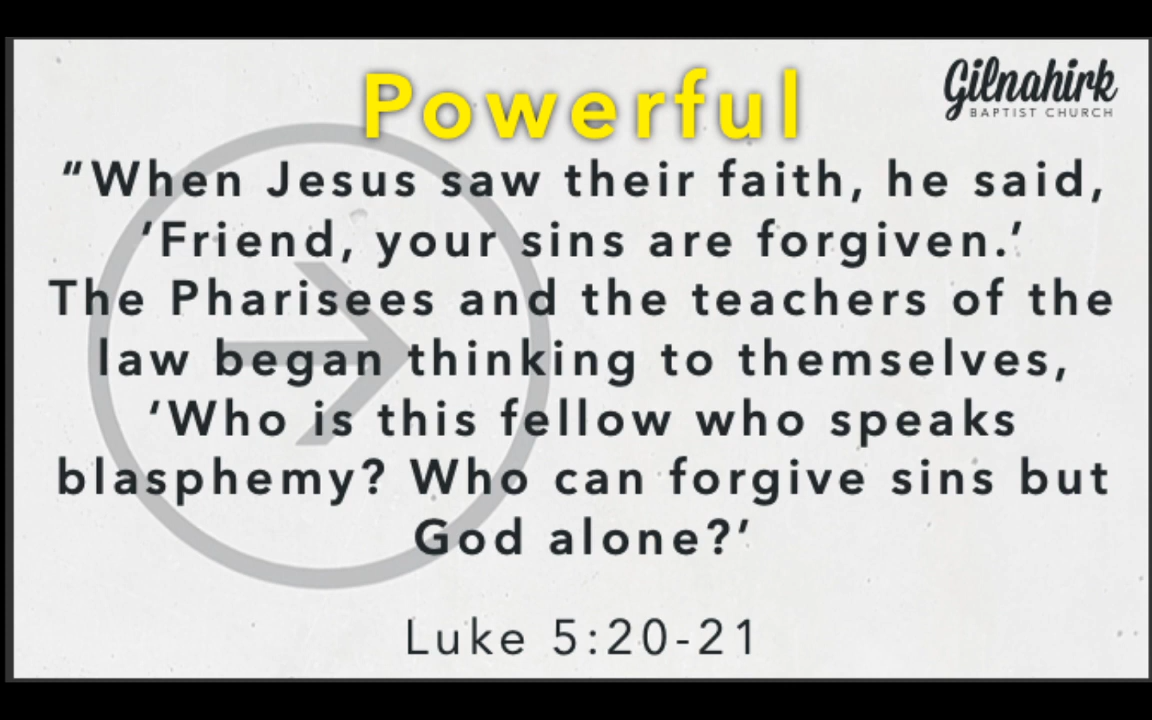 Powerful
Gilnahirk
BAPTIST CHURCH
"When Jesus saw their faith, he said,
'Friend, your sins are forgiven.'
The Pharisees and the teachers of the
law began thinking to themselves,
'Who is this fellow who speaks
blasphemy? Who can forgive sins but
God alone?'
Luke 5:20-21